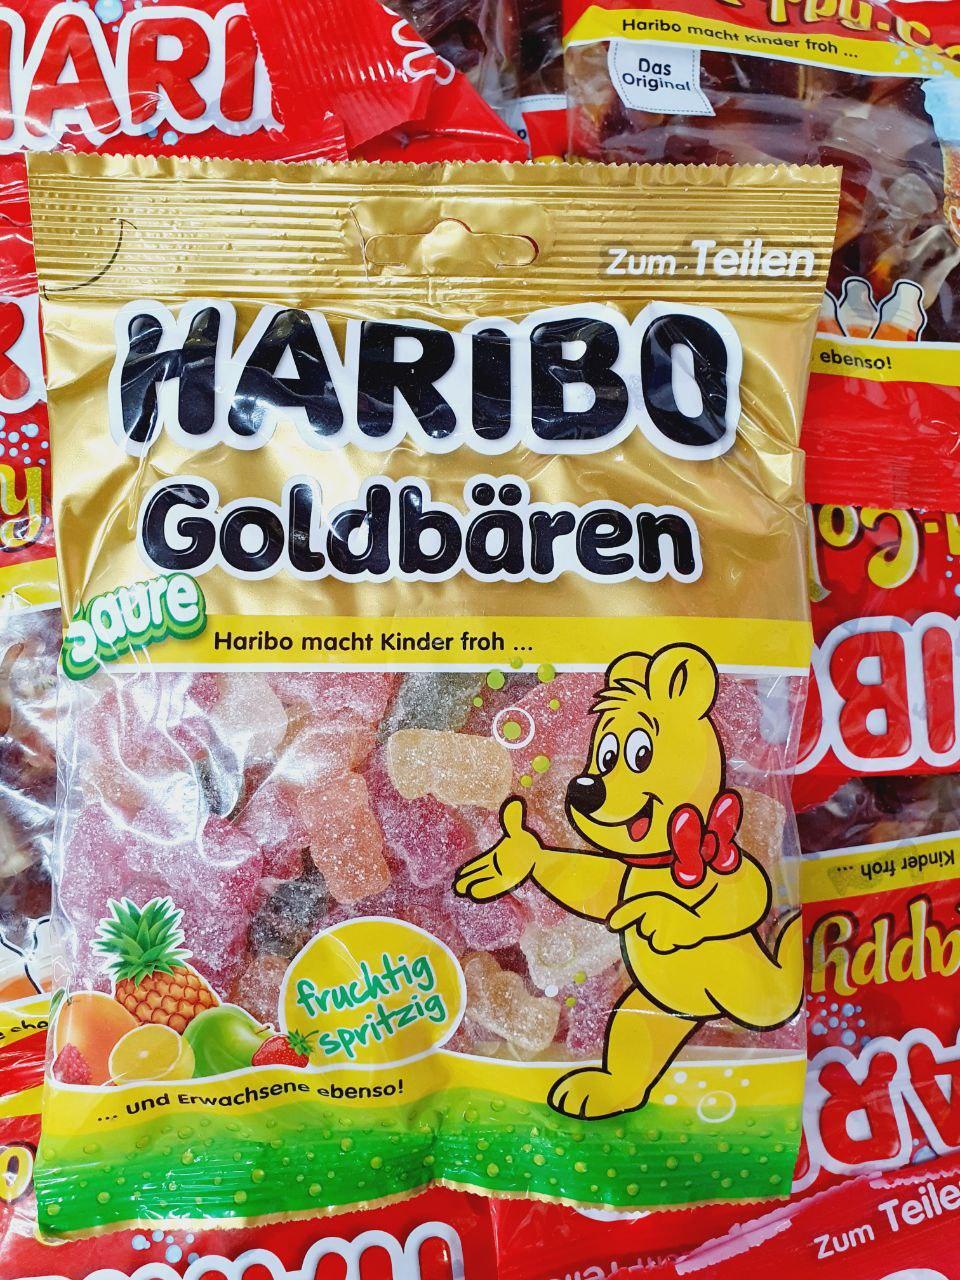 HARI
Haribo macht Kinder froh ...
Das
Original
Zum Teilen
HARIBO
ebenso!
Goldbären
Saure
Haribo macht Kinder froh ...
Kinder froh ...
fruchtig
spritzig
... und Erwachsene ebenso!
Zum